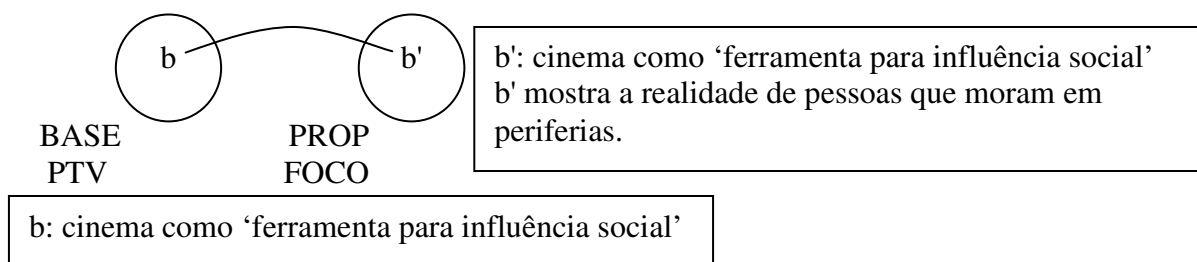 b
b'
b': cinema como ‘ferramenta para influência social’
b' mostra a realidade de pessoas que moram em
periferias.
BASE
PTV
PROP
FOCO
b: cinema como ‘ferramenta para influência social’